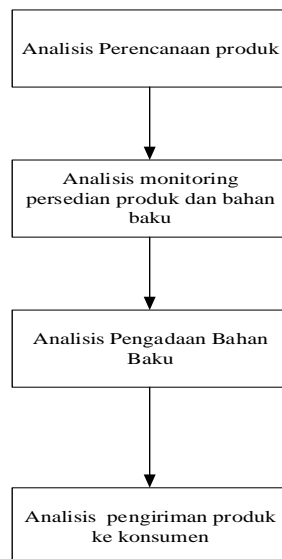 Analisis Perencanaan produk
Analisis monitoring
persedian produk dan bahan
baku
Analisis Pengadaan Bahan
Baku
Analisis pengiriman produk
ke konsumen